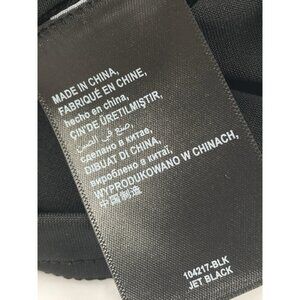 MADE IN CHINA,
FABRIQUÉ EN CHINE,
hecho en china,
ÇİN'DE ÜRETİLMİŞTİR,
صنع في الصين,
сделано в китае,
DIBUAT DI CHINA,
вироблено в китаї,
WYPRODUKOWANO W CHINACH,
中国制造
104217-BLK
JET BLACK